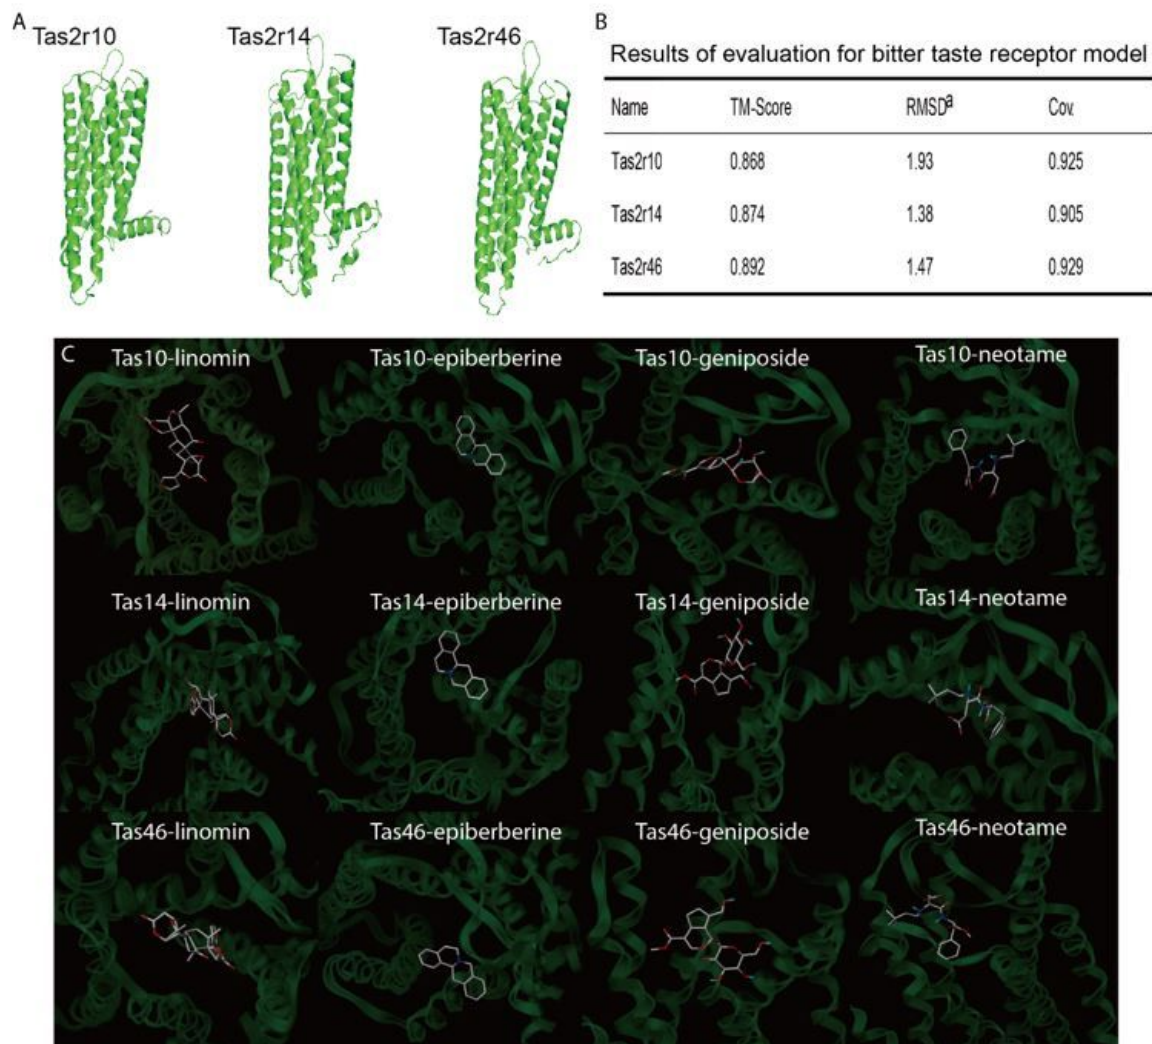 A
Tas2r10
Tas2r14
Tas2r46
B
Results of evaluation for bitter taste receptor model
Name TM-Score RMSDa Cov.
Tas2r10 0.868 1.93 0.925
Tas2r14 0.874 1.38 0.905
Tas2r46 0.892 1.47 0.929
C
Tas10-linomin
Tas10-epiberberine
Tas10-geniposide
Tas10-neotame
Tas14-linomin
Tas14-epiberberine
Tas14-geniposide
Tas14-neotame
Tas46-linomin
Tas46-epiberberine
Tas46-geniposide
Tas46-neotame